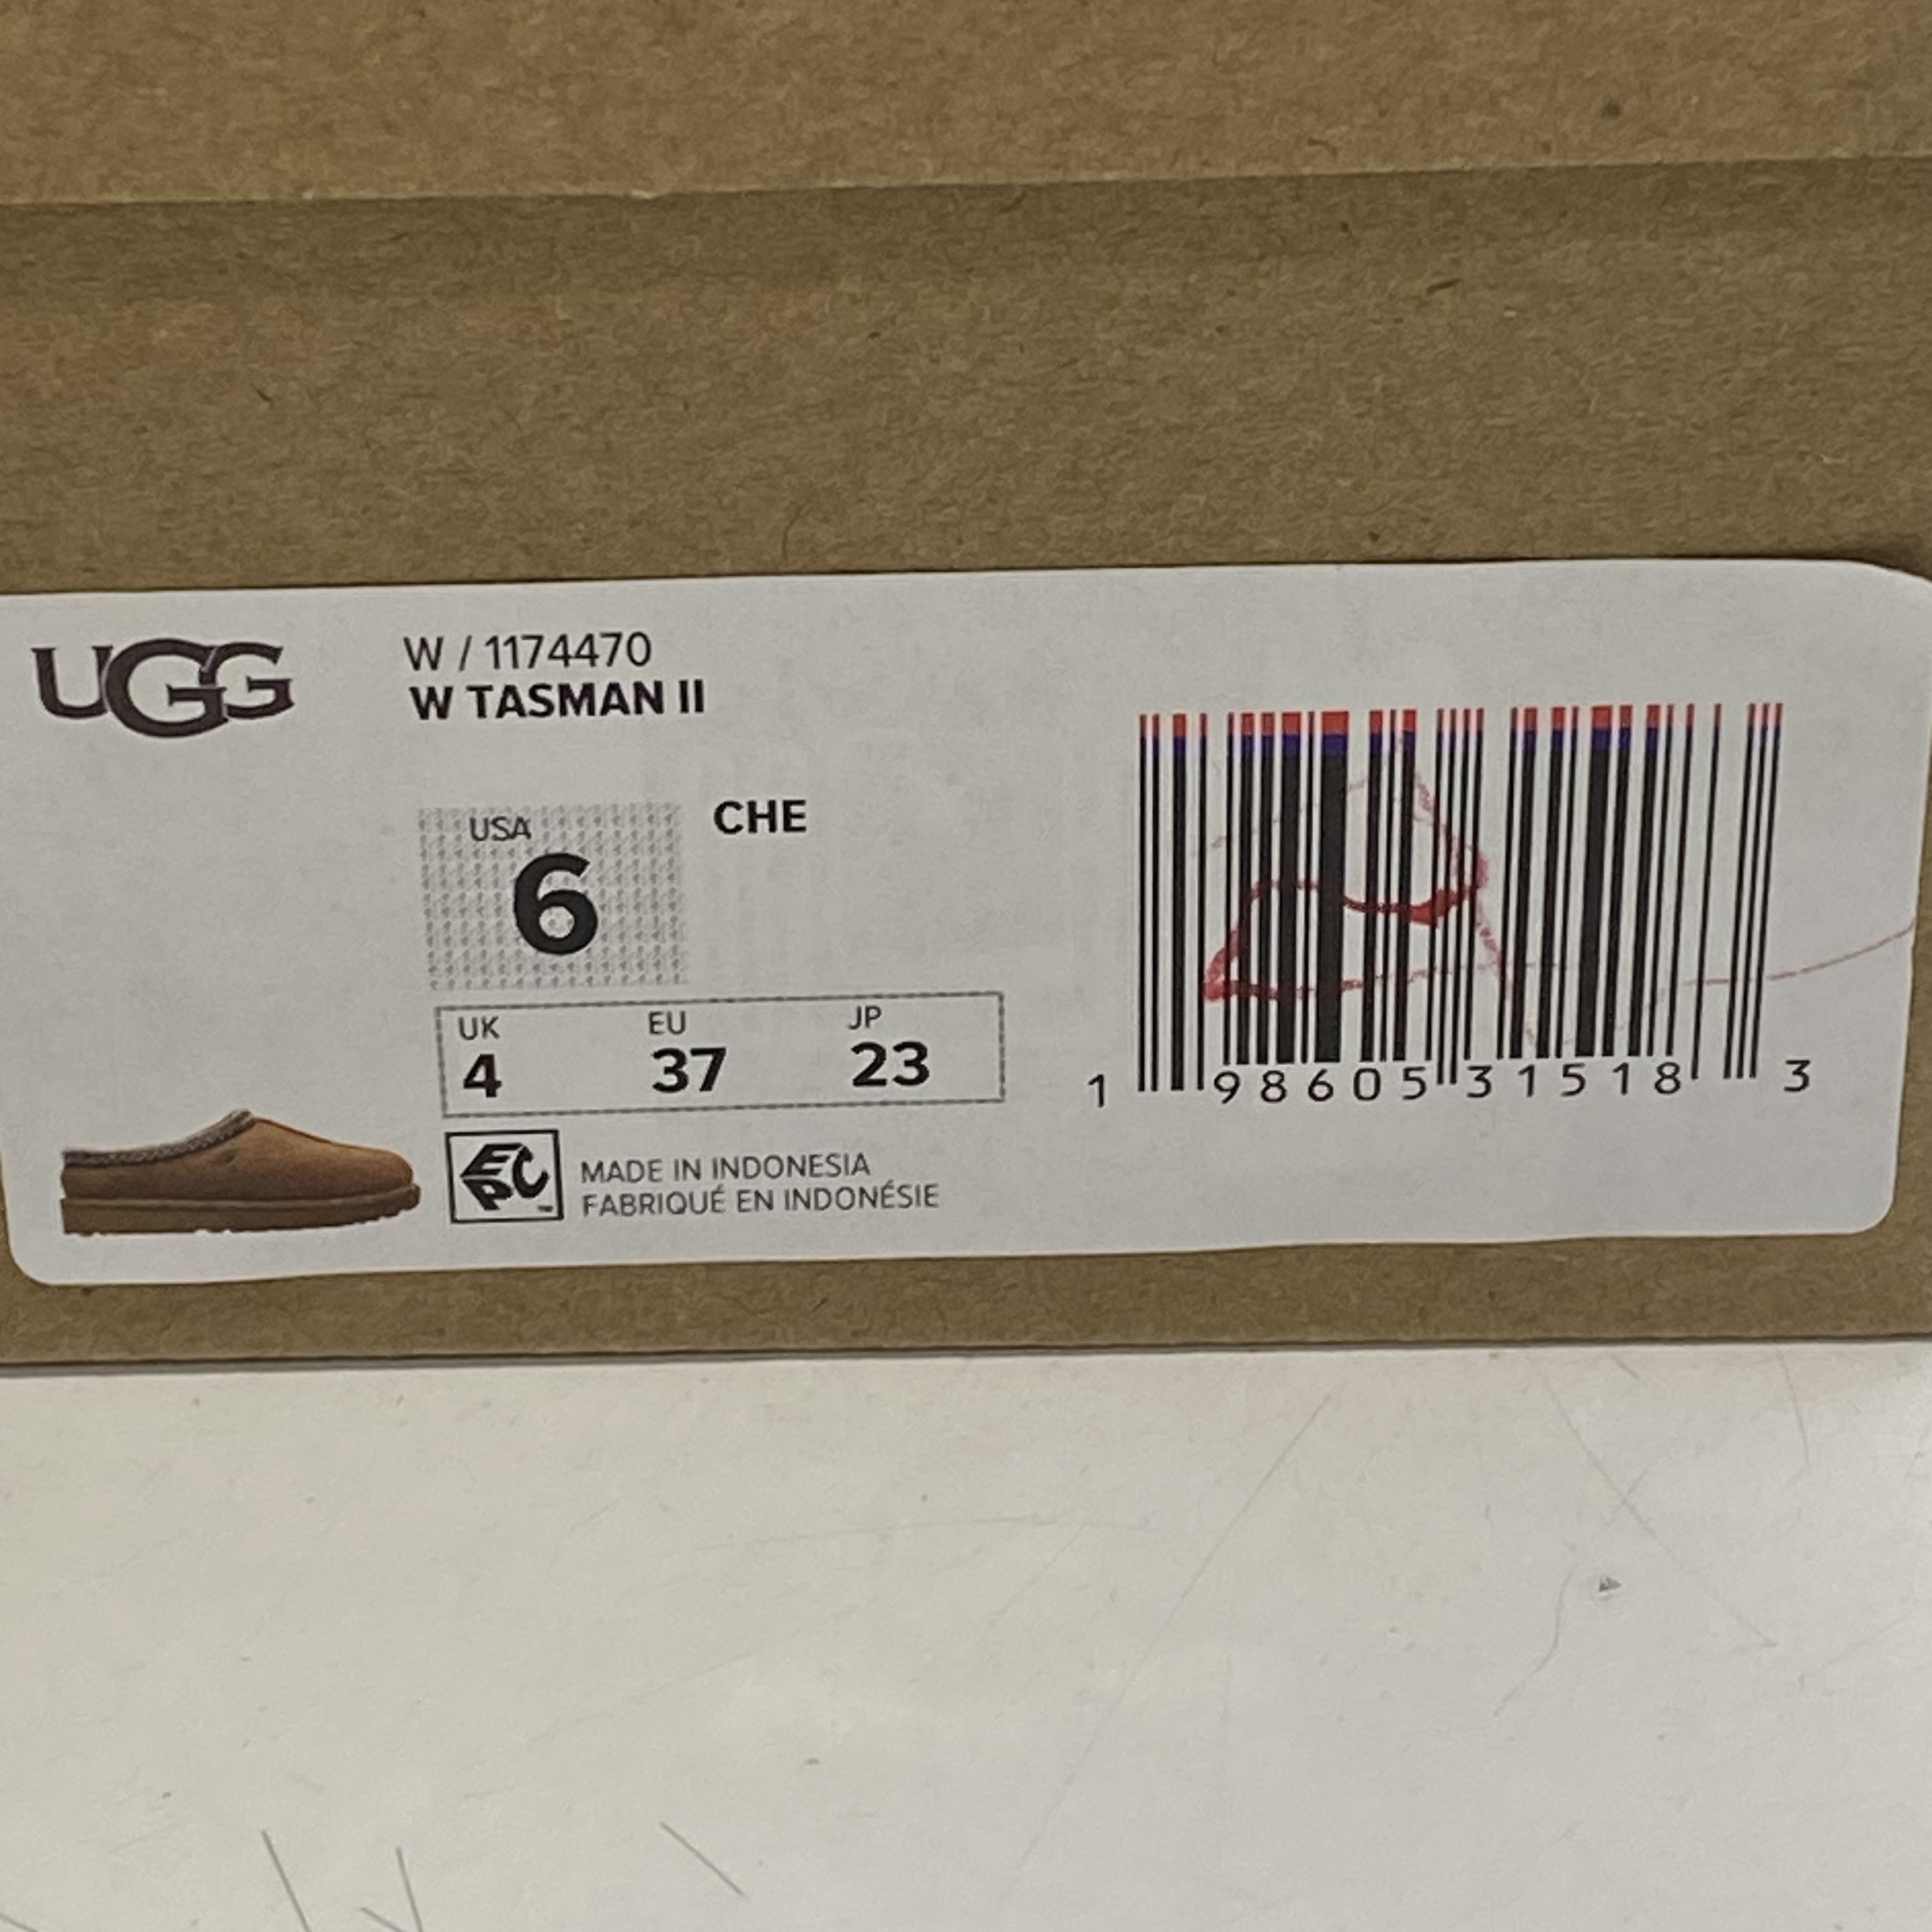 UGG
W / 1174470
W TASMAN II
USA
6
CHE
UK EU JP
4 37 23
EPC
MADE IN INDONESIA
FABRIQUÉ EN INDONÉSIE
1 98605 31518 3